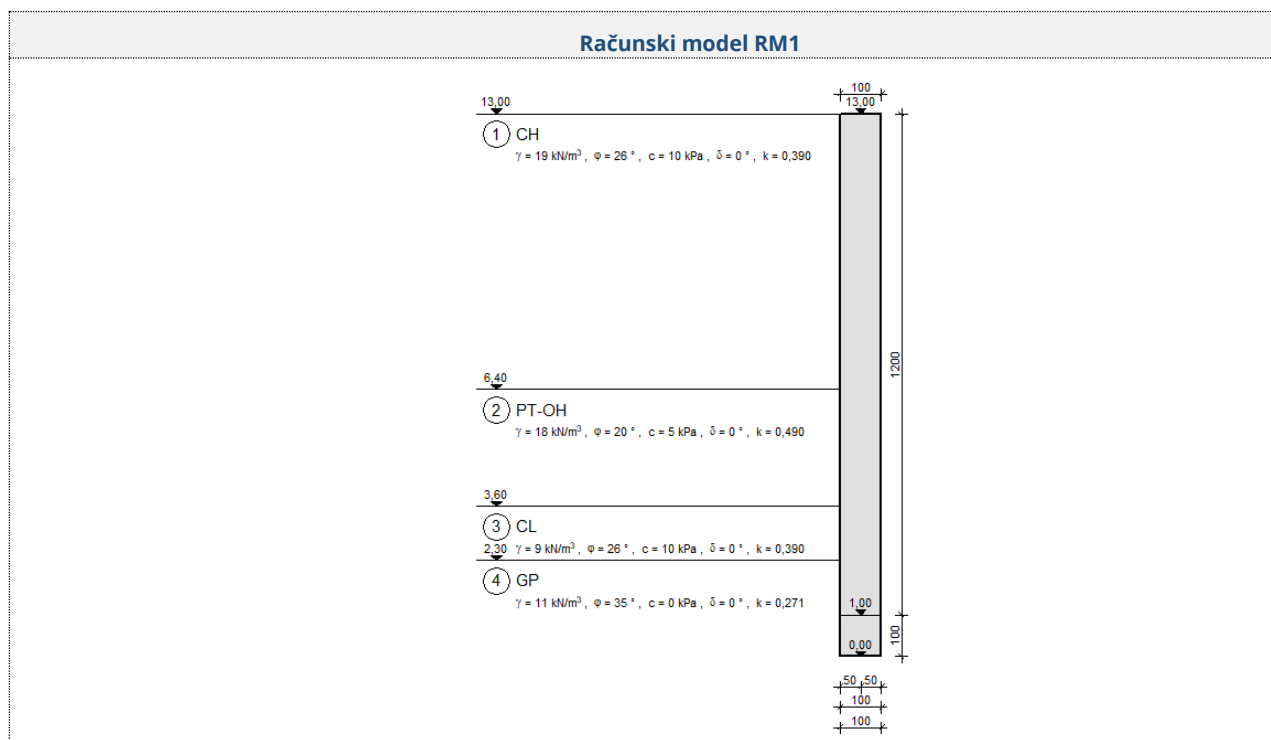 Računski model RM1
100
13,00
13,00
1 CH
γ = 19 kN/m³ , φ = 26 ° , c = 10 kPa , δ = 0 ° , k = 0,390
1200
6,40
2 PT-OH
γ = 18 kN/m³ , φ = 20 ° , c = 5 kPa , δ = 0 ° , k = 0,490
3,60
3 CL
2,30 γ = 9 kN/m³ , φ = 26 ° , c = 10 kPa , δ = 0 ° , k = 0,390
4 GP
γ = 11 kN/m³ , φ = 35 ° , c = 0 kPa , δ = 0 ° , k = 0,271
1,00
100
0,00
50 50
100
100